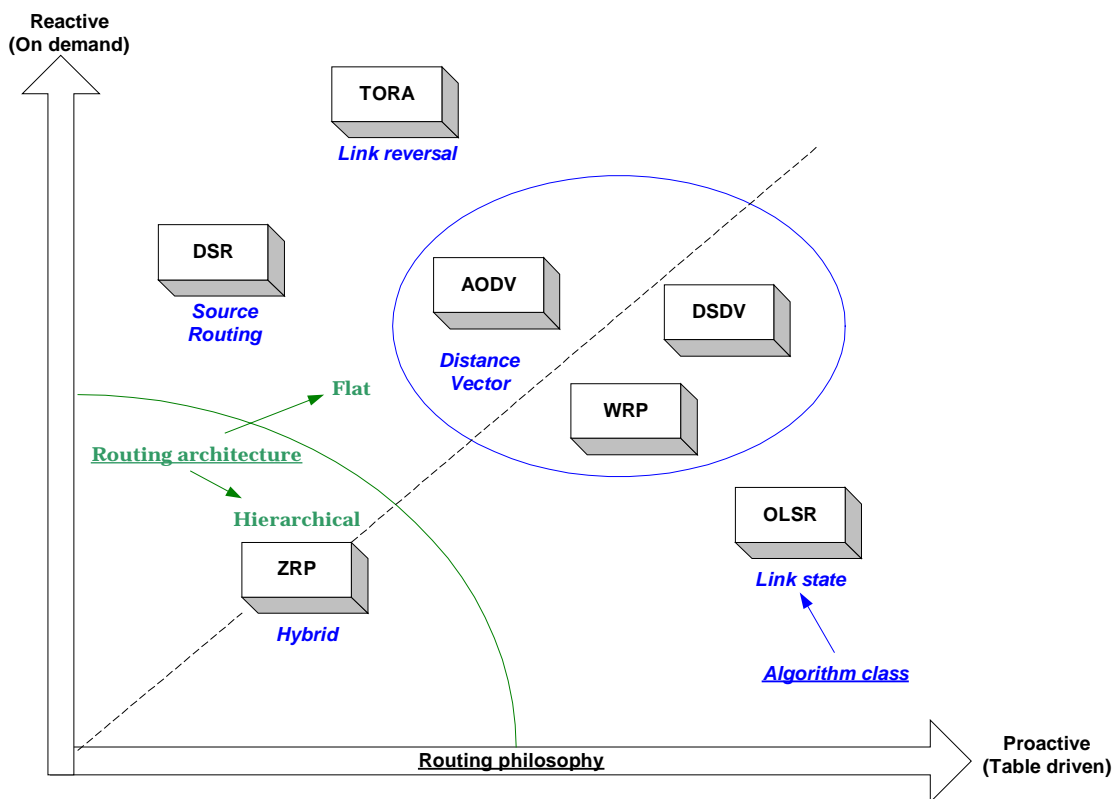 Reactive
(On demand)
TORA
Link reversal
DSR
Source
Routing
AODV
DSDV
Distance
Vector
WRP
Flat
Routing architecture
Hierarchical
OLSR
Link state
ZRP
Hybrid
Algorithm class
Routing philosophy
Proactive
(Table driven)